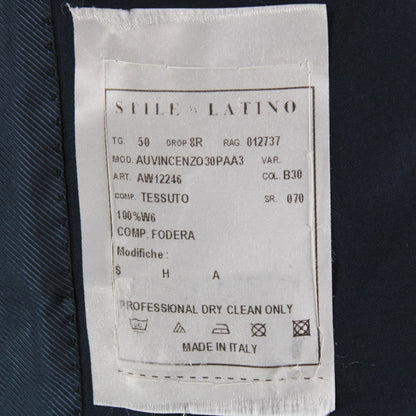 STILE LATINO
TG. 50 DROP 8R RAG. 012737
MOD. AUVINCENZO30PAA3 VAR.
ART. AW12246 COL. B30
COMP. TESSUTO SR. 070
100%W6
COMP. FODERA
Modifiche :
S H A
PROFESSIONAL DRY CLEAN ONLY
MADE IN ITALY